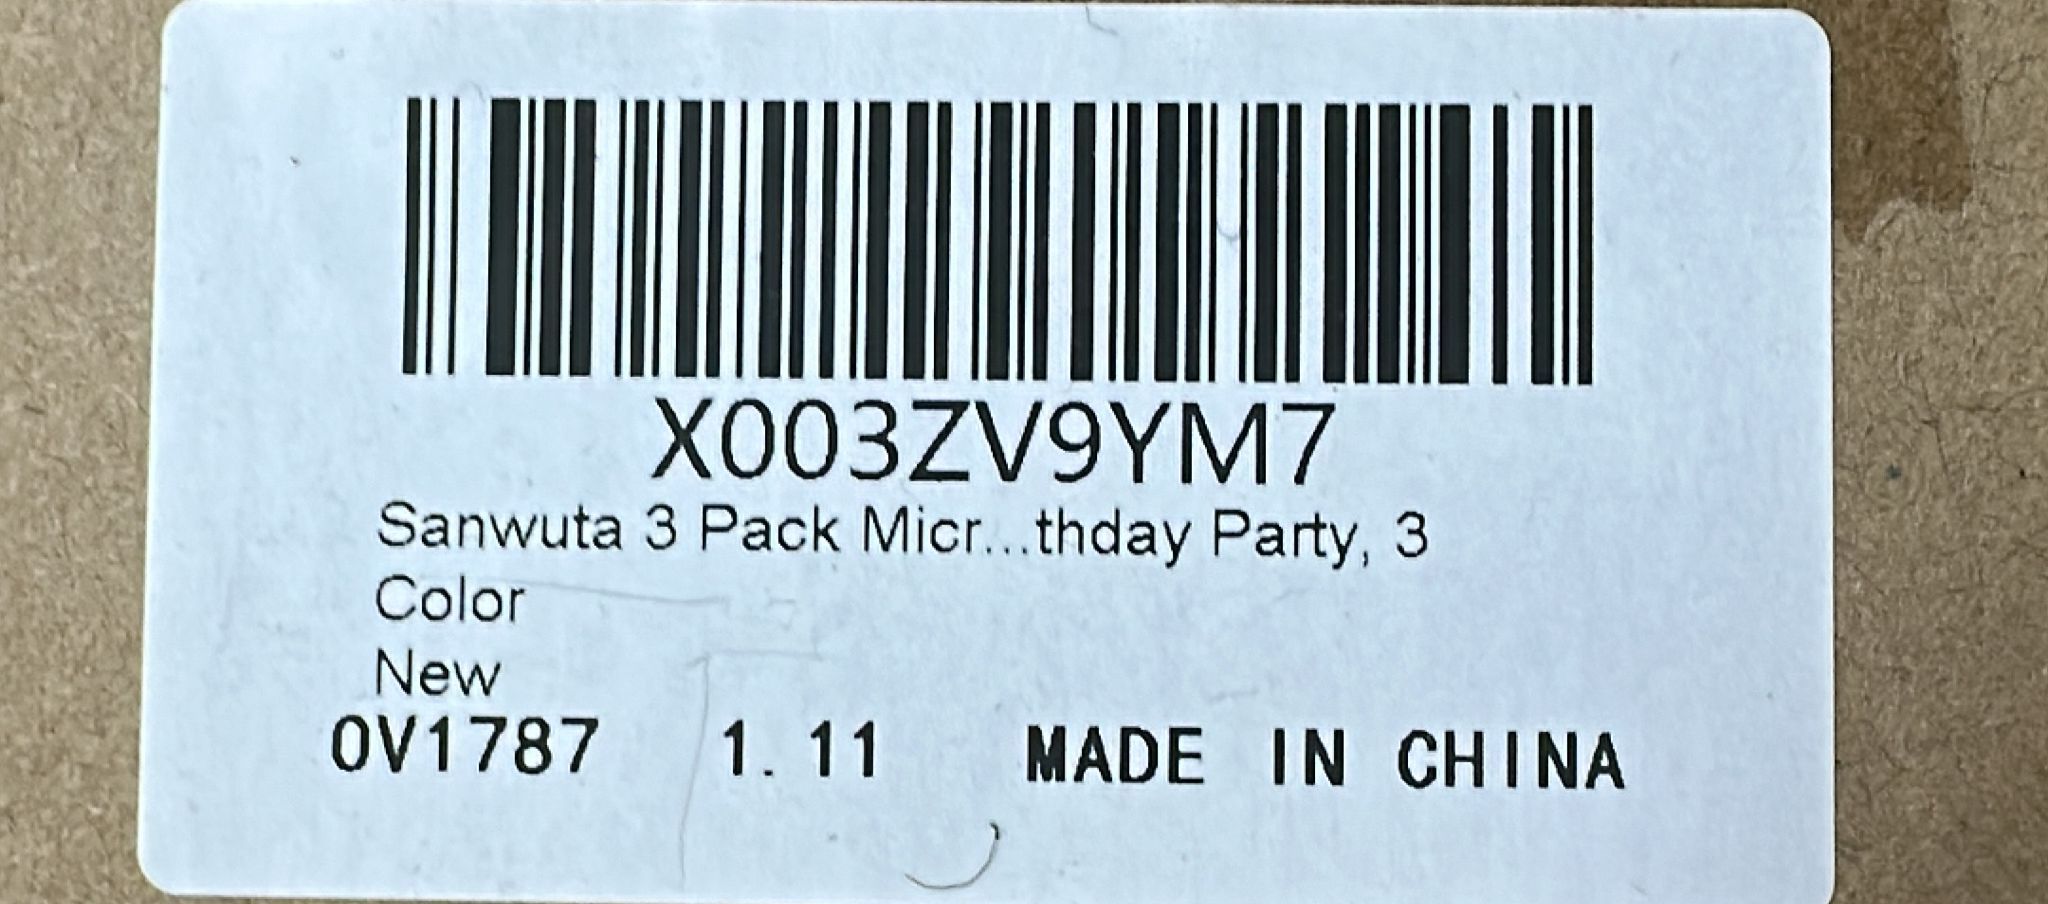 X003ZV9YM7
Sanwuta 3 Pack Micr...thday Party, 3
Color
New
0V1787 1.11 MADE IN CHINA